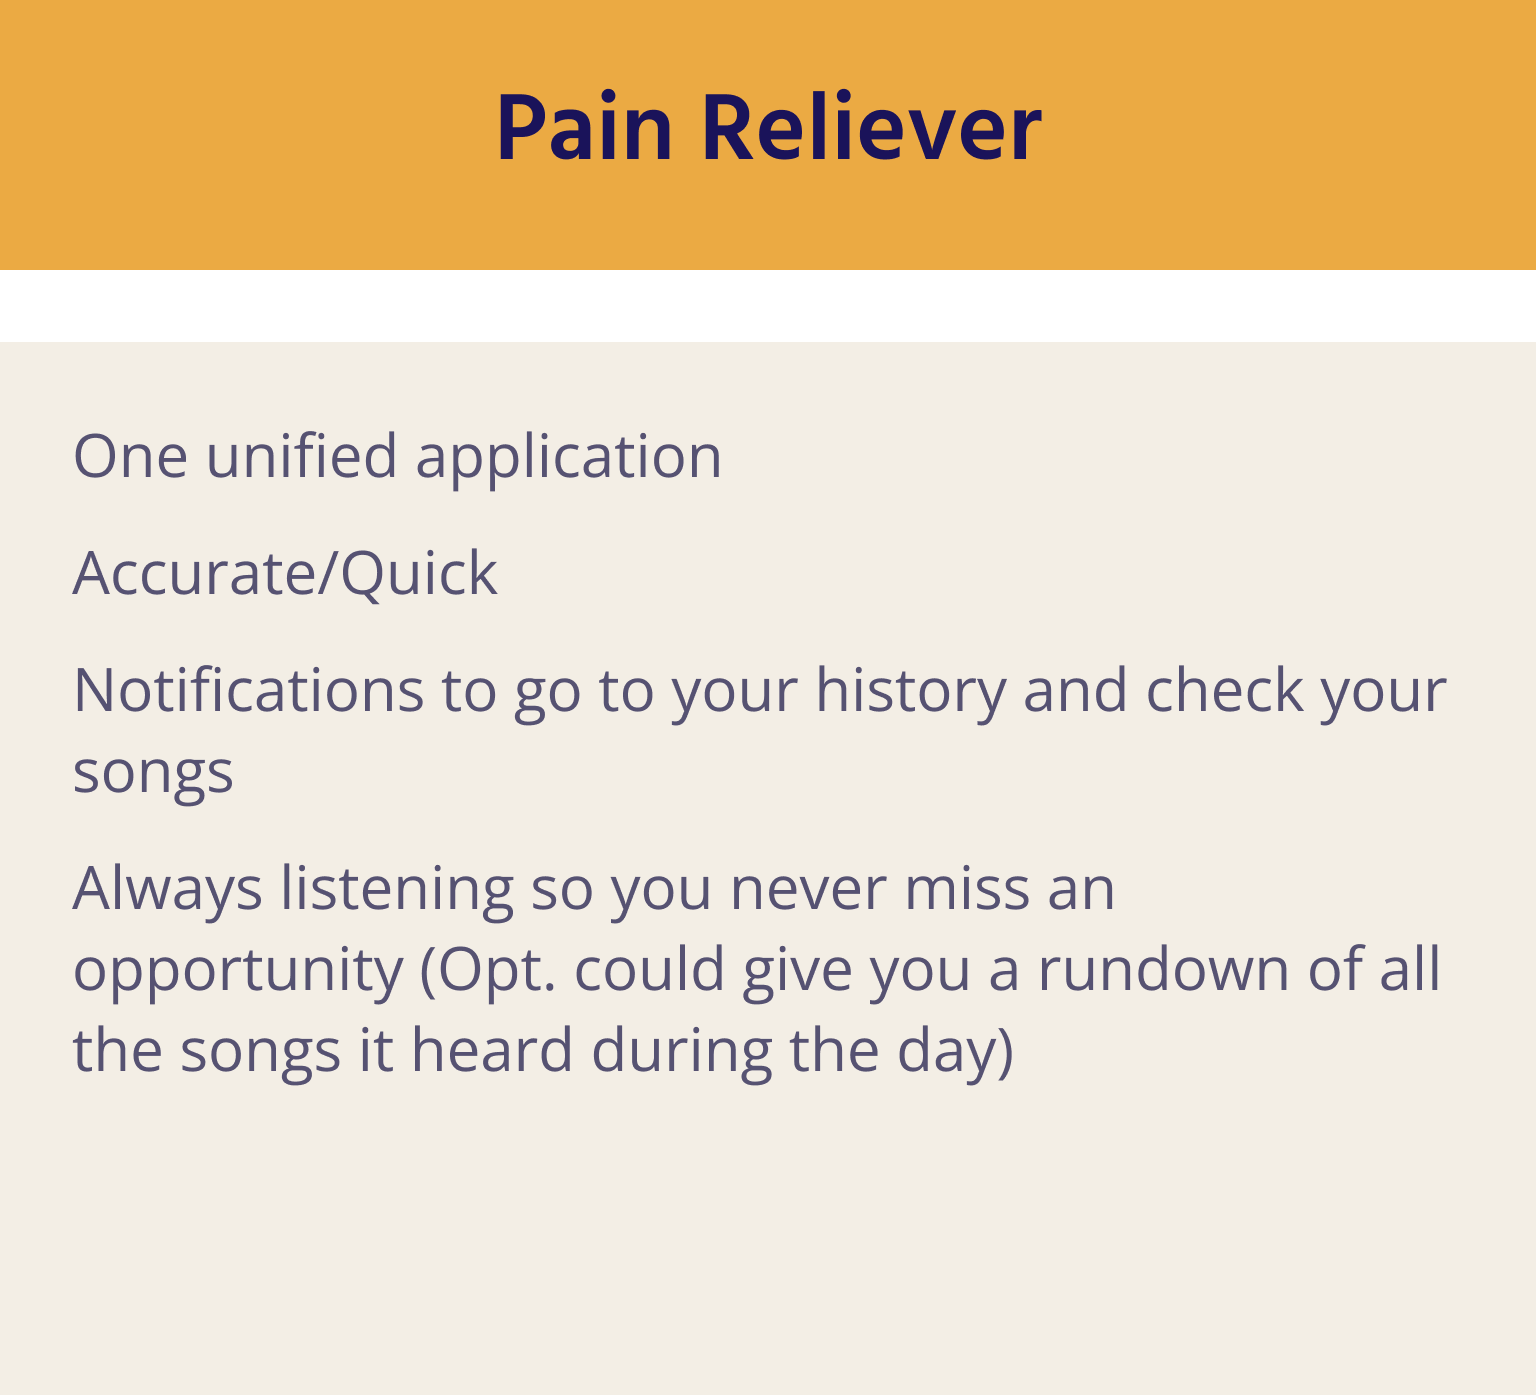 Pain Reliever
One unified application
Accurate/Quick
Notifications to go to your history and check your
songs
Always listening so you never miss an
opportunity (Opt. could give you a rundown of all
the songs it heard during the day)